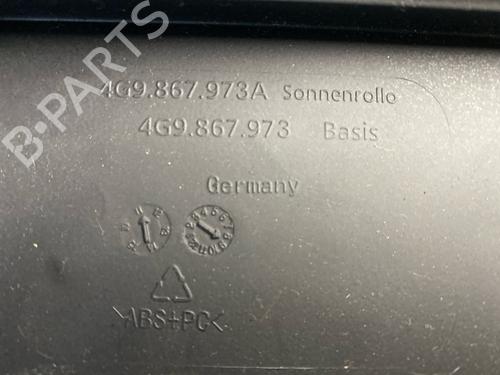 B-PARTS
4G9.867.973A Sonnenrollo
4G9.867.973 Basis
Germany
>ABS+PC<